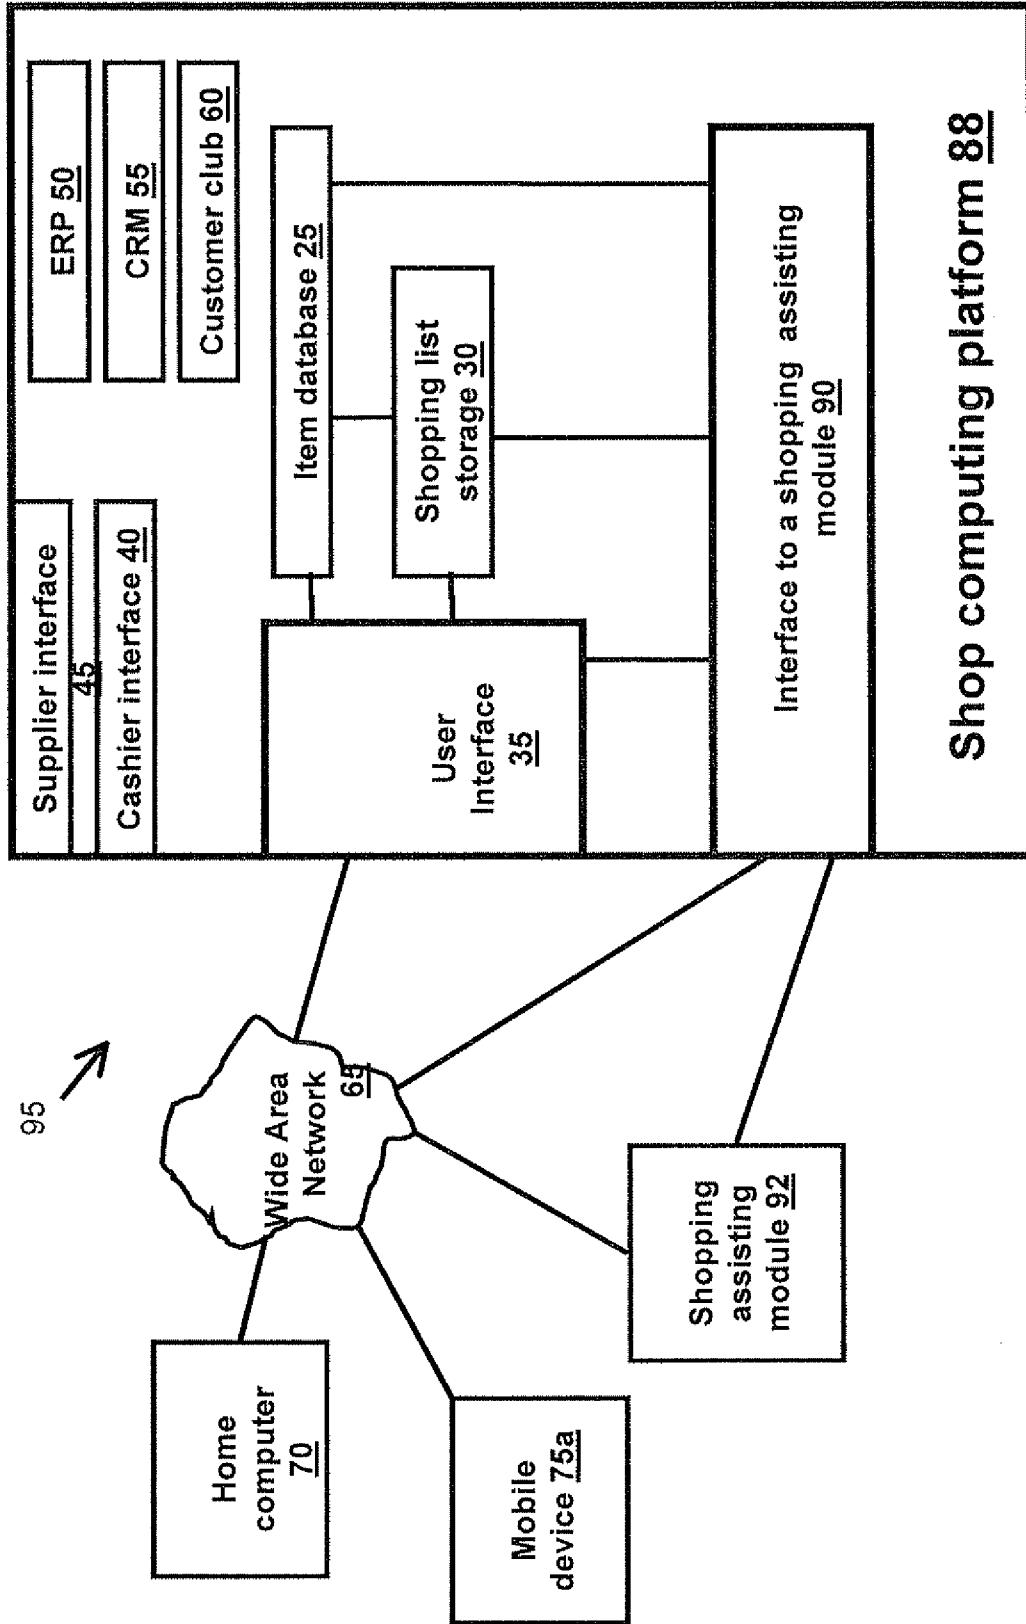 95
Home
computer
70
Mobile
device 75a
Wide Area
Network
65
Shopping
assisting
module 92
Supplier interface
45
Cashier interface 40
ERP 50
CRM 55
Customer club 60
User
Interface
35
Item database 25
Shopping list
storage 30
Interface to a shopping assisting
module 90
Shop computing platform 88